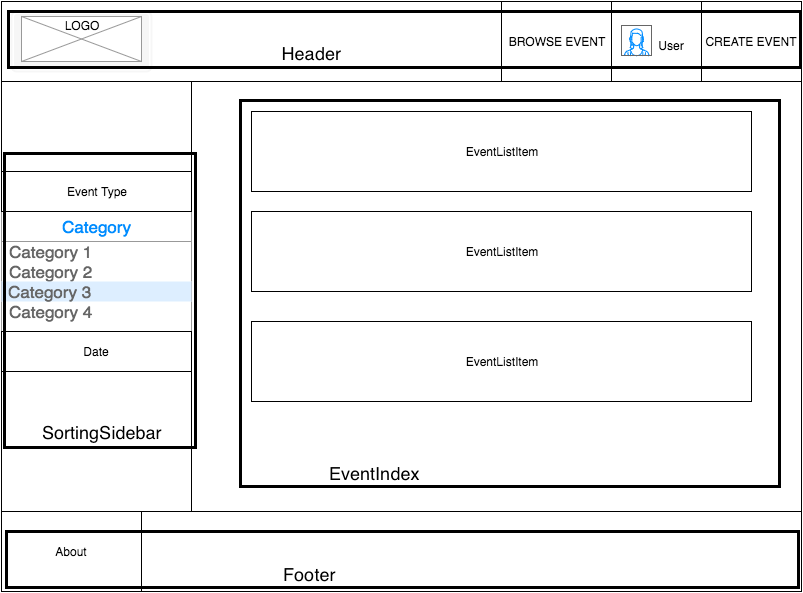 LOGO
Header
BROWSE EVENT
User
CREATE EVENT
Event Type
Category
Category 1
Category 2
Category 3
Category 4
Date
SortingSidebar
EventListItem
EventListItem
EventListItem
EventIndex
About
Footer